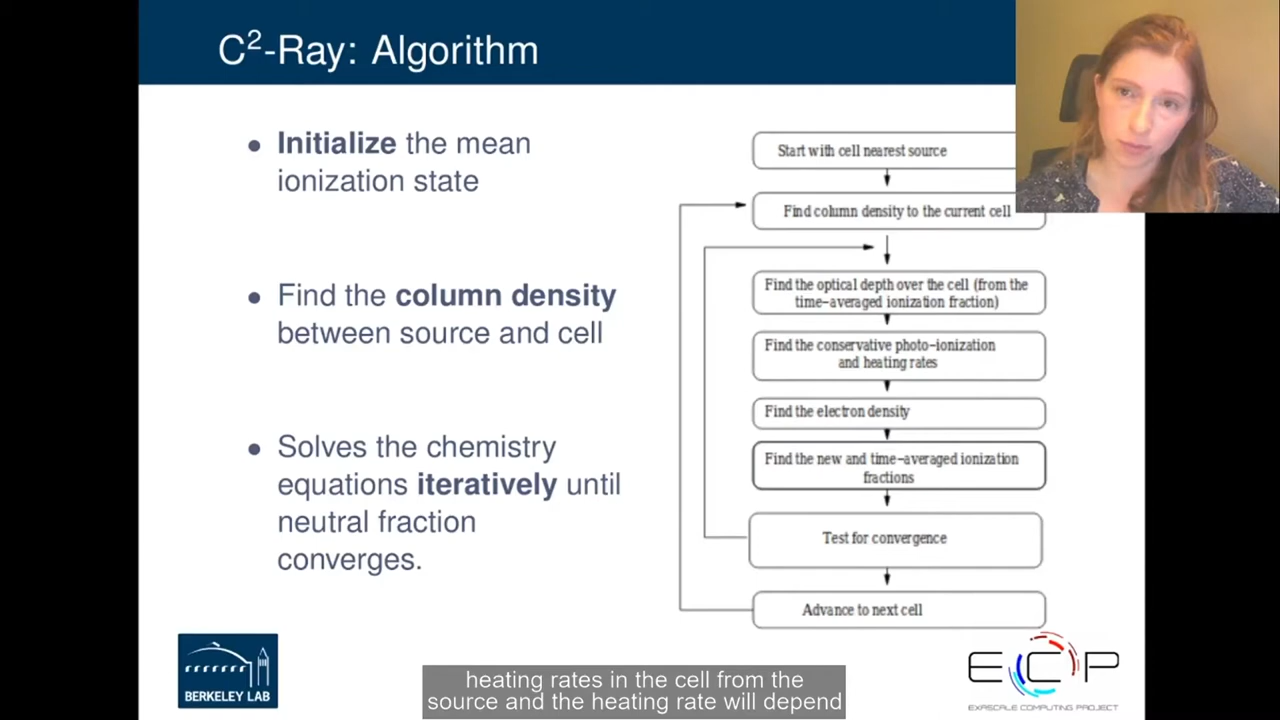 C²-Ray: Algorithm
• Initialize the mean
ionization state
• Find the column density
between source and cell
• Solves the chemistry
equations iteratively until
neutral fraction
converges.
Start with cell nearest source
Find column density to the current cell
Find the optical depth over the cell (from the
time-averaged ionization fraction)
Find the conservative photo-ionization
and heating rates
Find the electron density
Find the new and time-averaged ionization
fractions
Test for convergence
Advance to next cell
BERKELEY LAB
ECP
EXASCALE COMPUTING PROJECT
heating rates in the cell from the
source and the heating rate will depend